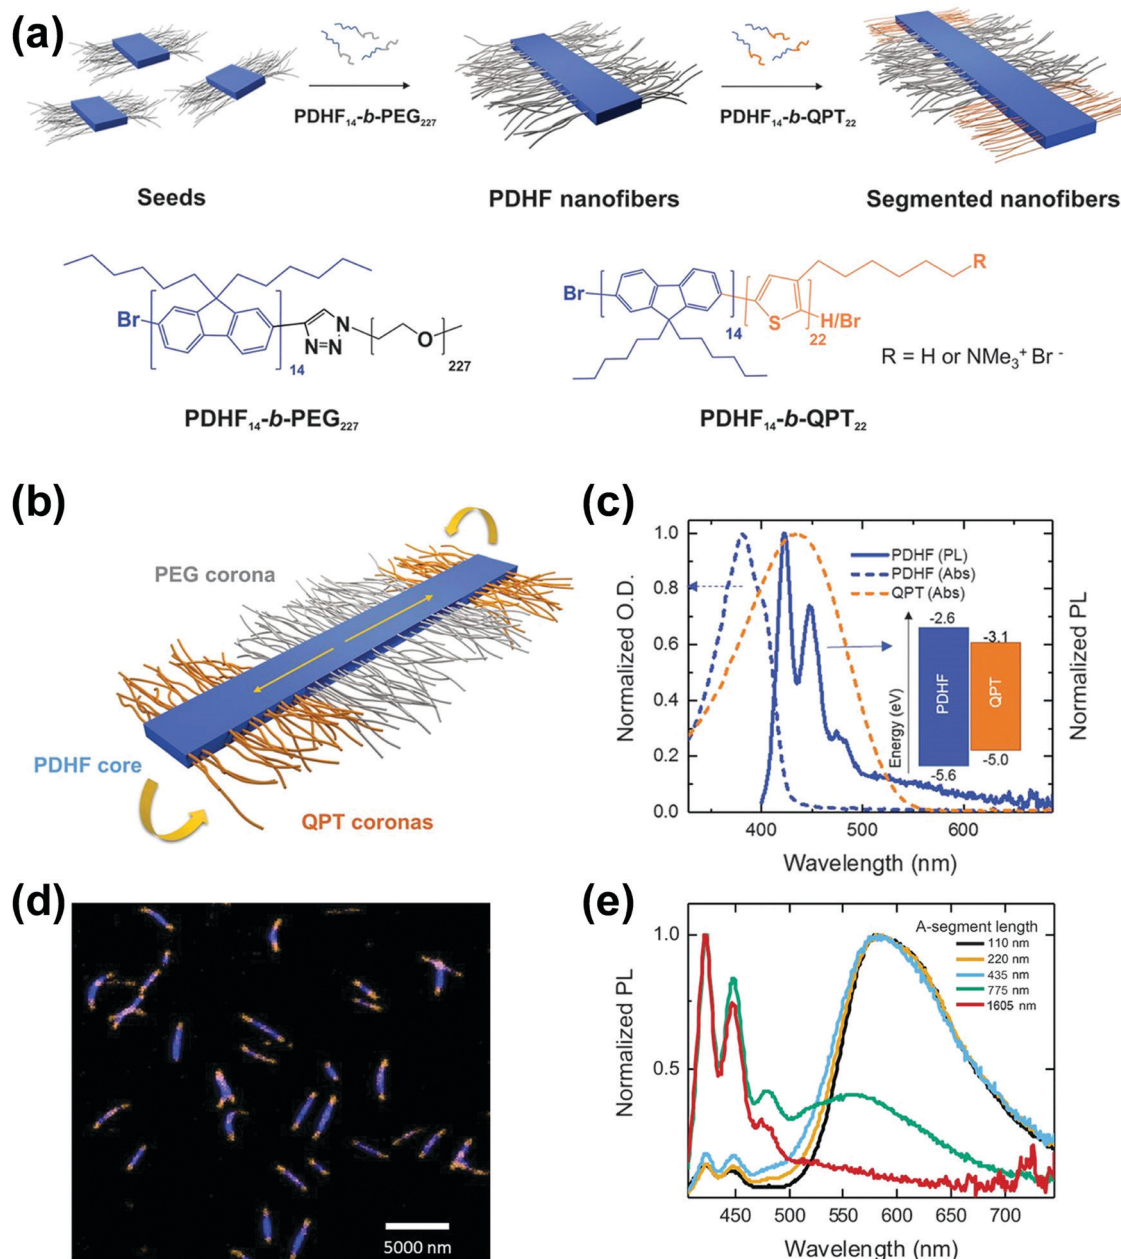 (a)
PDHF₁₄-b-PEG₂₂₇
PDHF₁₄-b-QPT₂₂
Seeds
PDHF nanofibers
Segmented nanofibers
Br
14
N
N=N
O
227
PDHF₁₄-b-PEG₂₂₇
Br
14
S
22
H/Br
R
R = H or NMe₃⁺ Br⁻
PDHF₁₄-b-QPT₂₂
(b)
PEG corona
PDHF core
QPT coronas
(c)
Normalized O.D.
1.0
0.8
0.6
0.4
0.2
0.0
400
500
600
Wavelength (nm)
Normalized PL
PDHF (PL)
PDHF (Abs)
QPT (Abs)
Energy (eV)
-2.6
-3.1
PDHF
QPT
-5.6
-5.0
(d)
5000 nm
(e)
Normalized PL
1.0
0.5
450
500
550
600
650
700
Wavelength (nm)
A-segment length
110 nm
220 nm
435 nm
775 nm
1605 nm